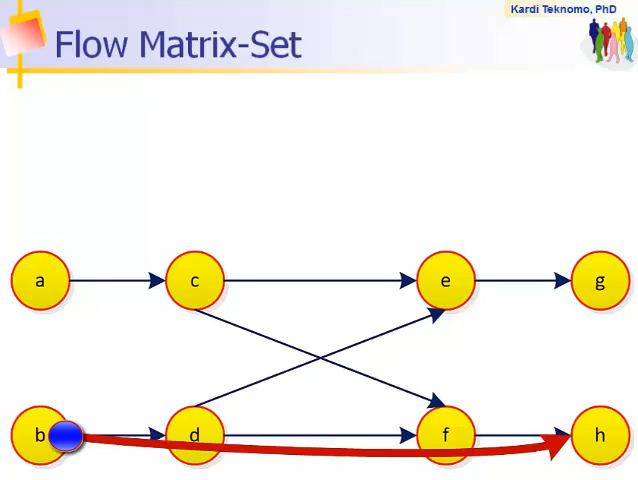 Kardi Teknomo, PhD
Flow Matrix-Set
a
c
e
g
b
d
f
h